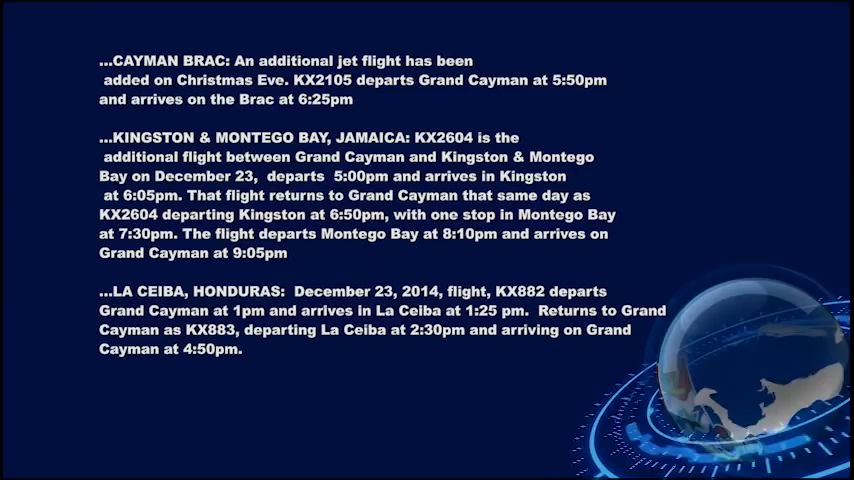 ...CAYMAN BRAC: An additional jet flight has been
added on Christmas Eve. KX2105 departs Grand Cayman at 5:50pm
and arrives on the Brac at 6:25pm
...KINGSTON & MONTEGO BAY, JAMAICA: KX2604 is the
additional flight between Grand Cayman and Kingston & Montego
Bay on December 23, departs 5:00pm and arrives in Kingston
at 6:05pm. That flight returns to Grand Cayman that same day as
KX2604 departing Kingston at 6:50pm, with one stop in Montego Bay
at 7:30pm. The flight departs Montego Bay at 8:10pm and arrives on
Grand Cayman at 9:05pm
...LA CEIBA, HONDURAS: December 23, 2014, flight, KX882 departs
Grand Cayman at 1pm and arrives in La Ceiba at 1:25 pm. Returns to Grand
Cayman as KX883, departing La Ceiba at 2:30pm and arriving on Grand
Cayman at 4:50pm.